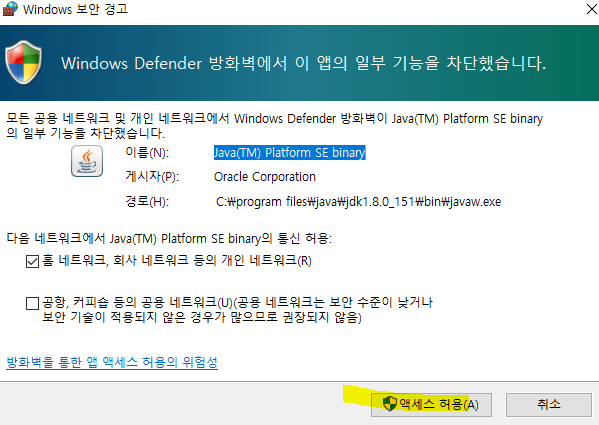 Windows 보안 경고
Windows Defender 방화벽에서 이 앱의 일부 기능을 차단했습니다.
모든 공용 네트워크 및 개인 네트워크에서 Windows Defender 방화벽이 Java(TM) Platform SE binary
의 일부 기능을 차단했습니다.
이름(N): Java(TM) Platform SE binary
게시자(P): Oracle Corporation
경로(H): C:₩program files₩java₩jdk1.8.0_151₩bin₩javaw.exe
다음 네트워크에서 Java(TM) Platform SE binary의 통신 허용:
홈 네트워크, 회사 네트워크 등의 개인 네트워크(R)
공항, 커피숍 등의 공용 네트워크(U)(공용 네트워크는 보안 수준이 낮거나
보안 기술이 적용되지 않은 경우가 많으므로 권장되지 않음)
방화벽을 통한 앱 액세스 허용의 위험성
액세스 허용(A) 취소